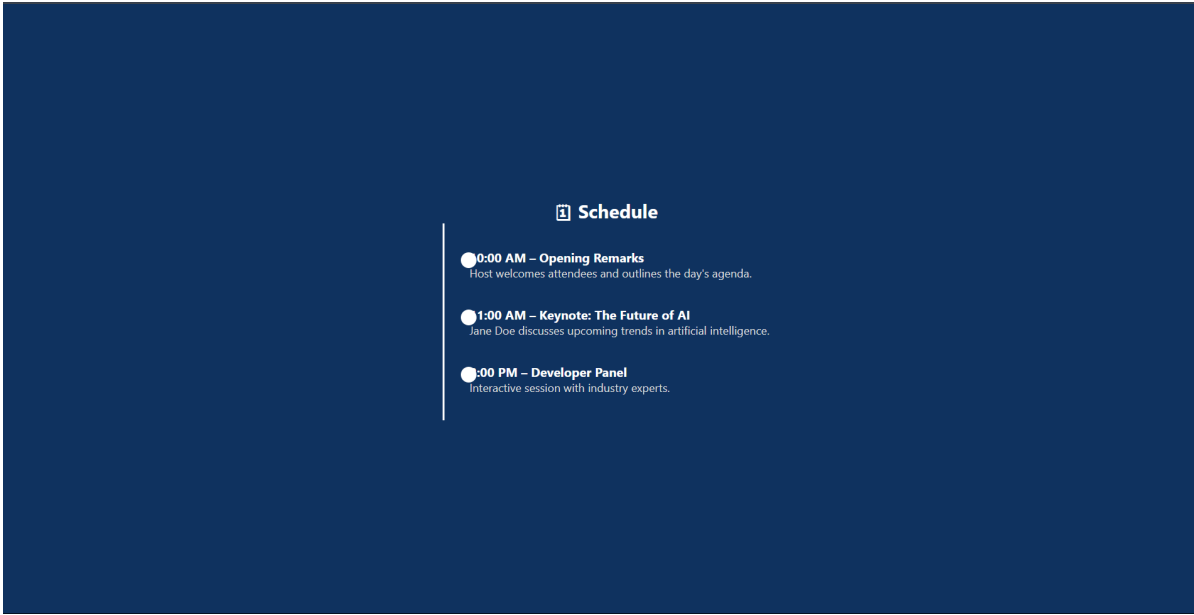 Schedule
0:00 AM – Opening Remarks
Host welcomes attendees and outlines the day's agenda.
1:00 AM – Keynote: The Future of AI
Jane Doe discusses upcoming trends in artificial intelligence.
:00 PM – Developer Panel
Interactive session with industry experts.